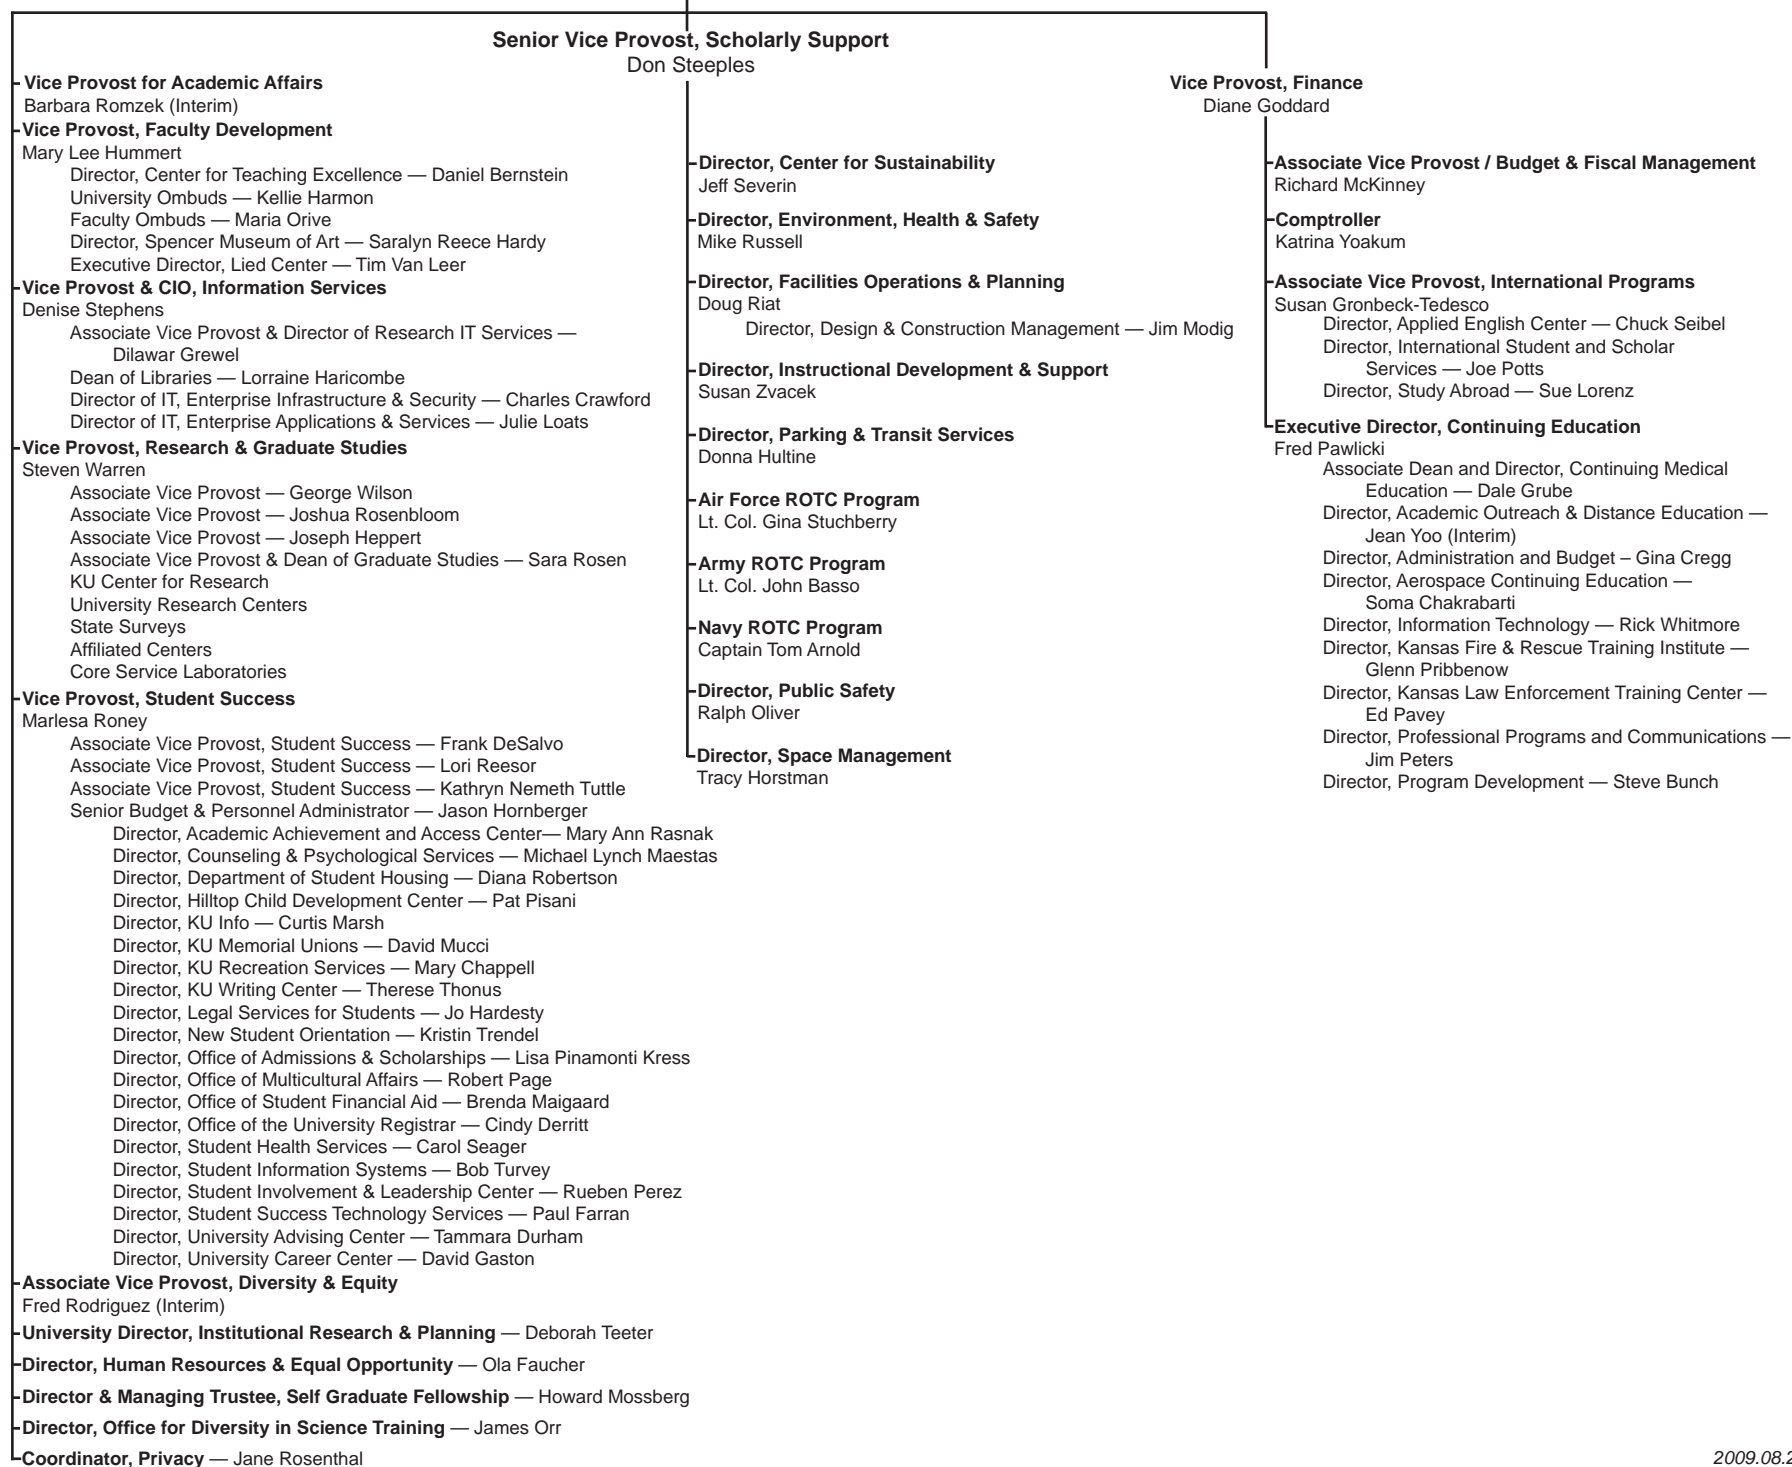 Senior Vice Provost, Scholarly Support
Don Steeples
Vice Provost for Academic Affairs
Barbara Romzek (Interim)
Vice Provost, Faculty Development
Mary Lee Hummert
Director, Center for Teaching Excellence — Daniel Bernstein
University Ombuds — Kellie Harmon
Faculty Ombuds — Maria Orive
Director, Spencer Museum of Art — Saralyn Reece Hardy
Executive Director, Lied Center — Tim Van Leer
Vice Provost & CIO, Information Services
Denise Stephens
Associate Vice Provost & Director of Research IT Services —
Dilawar Grewel
Dean of Libraries — Lorraine Haricombe
Director of IT, Enterprise Infrastructure & Security — Charles Crawford
Director of IT, Enterprise Applications & Services — Julie Loats
Vice Provost, Research & Graduate Studies
Steven Warren
Associate Vice Provost — George Wilson
Associate Vice Provost — Joshua Rosenbloom
Associate Vice Provost — Joseph Heppert
Associate Vice Provost & Dean of Graduate Studies — Sara Rosen
KU Center for Research
University Research Centers
State Surveys
Affiliated Centers
Core Service Laboratories
Vice Provost, Student Success
Marlesa Roney
Associate Vice Provost, Student Success — Frank DeSalvo
Associate Vice Provost, Student Success — Lori Reesor
Associate Vice Provost, Student Success — Kathryn Nemeth Tuttle
Senior Budget & Personnel Administrator — Jason Hornberger
Director, Academic Achievement and Access Center— Mary Ann Rasnak
Director, Counseling & Psychological Services — Michael Lynch Maestas
Director, Department of Student Housing — Diana Robertson
Director, Hilltop Child Development Center — Pat Pisani
Director, KU Info — Curtis Marsh
Director, KU Memorial Unions — David Mucci
Director, KU Recreation Services — Mary Chappell
Director, KU Writing Center — Therese Thonus
Director, Legal Services for Students — Jo Hardesty
Director, New Student Orientation — Kristin Trendel
Director, Office of Admissions & Scholarships — Lisa Pinamonti Kress
Director, Office of Multicultural Affairs — Robert Page
Director, Office of Student Financial Aid — Brenda Maigaard
Director, Office of the University Registrar — Cindy Derritt
Director, Student Health Services — Carol Seager
Director, Student Information Systems — Bob Turvey
Director, Student Involvement & Leadership Center — Rueben Perez
Director, Student Success Technology Services — Paul Farran
Director, University Advising Center — Tammara Durham
Director, University Career Center — David Gaston
Associate Vice Provost, Diversity & Equity
Fred Rodriguez (Interim)
University Director, Institutional Research & Planning — Deborah Teeter
Director, Human Resources & Equal Opportunity — Ola Faucher
Director & Managing Trustee, Self Graduate Fellowship — Howard Mossberg
Director, Office for Diversity in Science Training — James Orr
Coordinator, Privacy — Jane Rosenthal
Director, Center for Sustainability
Jeff Severin
Director, Environment, Health & Safety
Mike Russell
Director, Facilities Operations & Planning
Doug Riat
Director, Design & Construction Management — Jim Modig
Director, Instructional Development & Support
Susan Zvacek
Director, Parking & Transit Services
Donna Hultine
Air Force ROTC Program
Lt. Col. Gina Stuchberry
Army ROTC Program
Lt. Col. John Basso
Navy ROTC Program
Captain Tom Arnold
Director, Public Safety
Ralph Oliver
Director, Space Management
Tracy Horstman
Vice Provost, Finance
Diane Goddard
Associate Vice Provost / Budget & Fiscal Management
Richard McKinney
Comptroller
Katrina Yoakum
Associate Vice Provost, International Programs
Susan Gronbeck-Tedesco
Director, Applied English Center — Chuck Seibel
Director, International Student and Scholar
Services — Joe Potts
Director, Study Abroad — Sue Lorenz
Executive Director, Continuing Education
Fred Pawlicki
Associate Dean and Director, Continuing Medical
Education — Dale Grube
Director, Academic Outreach & Distance Education —
Jean Yoo (Interim)
Director, Administration and Budget – Gina Cregg
Director, Aerospace Continuing Education —
Soma Chakrabarti
Director, Information Technology — Rick Whitmore
Director, Kansas Fire & Rescue Training Institute —
Glenn Pribbenow
Director, Kansas Law Enforcement Training Center —
Ed Pavey
Director, Professional Programs and Communications —
Jim Peters
Director, Program Development — Steve Bunch
2009.08.2